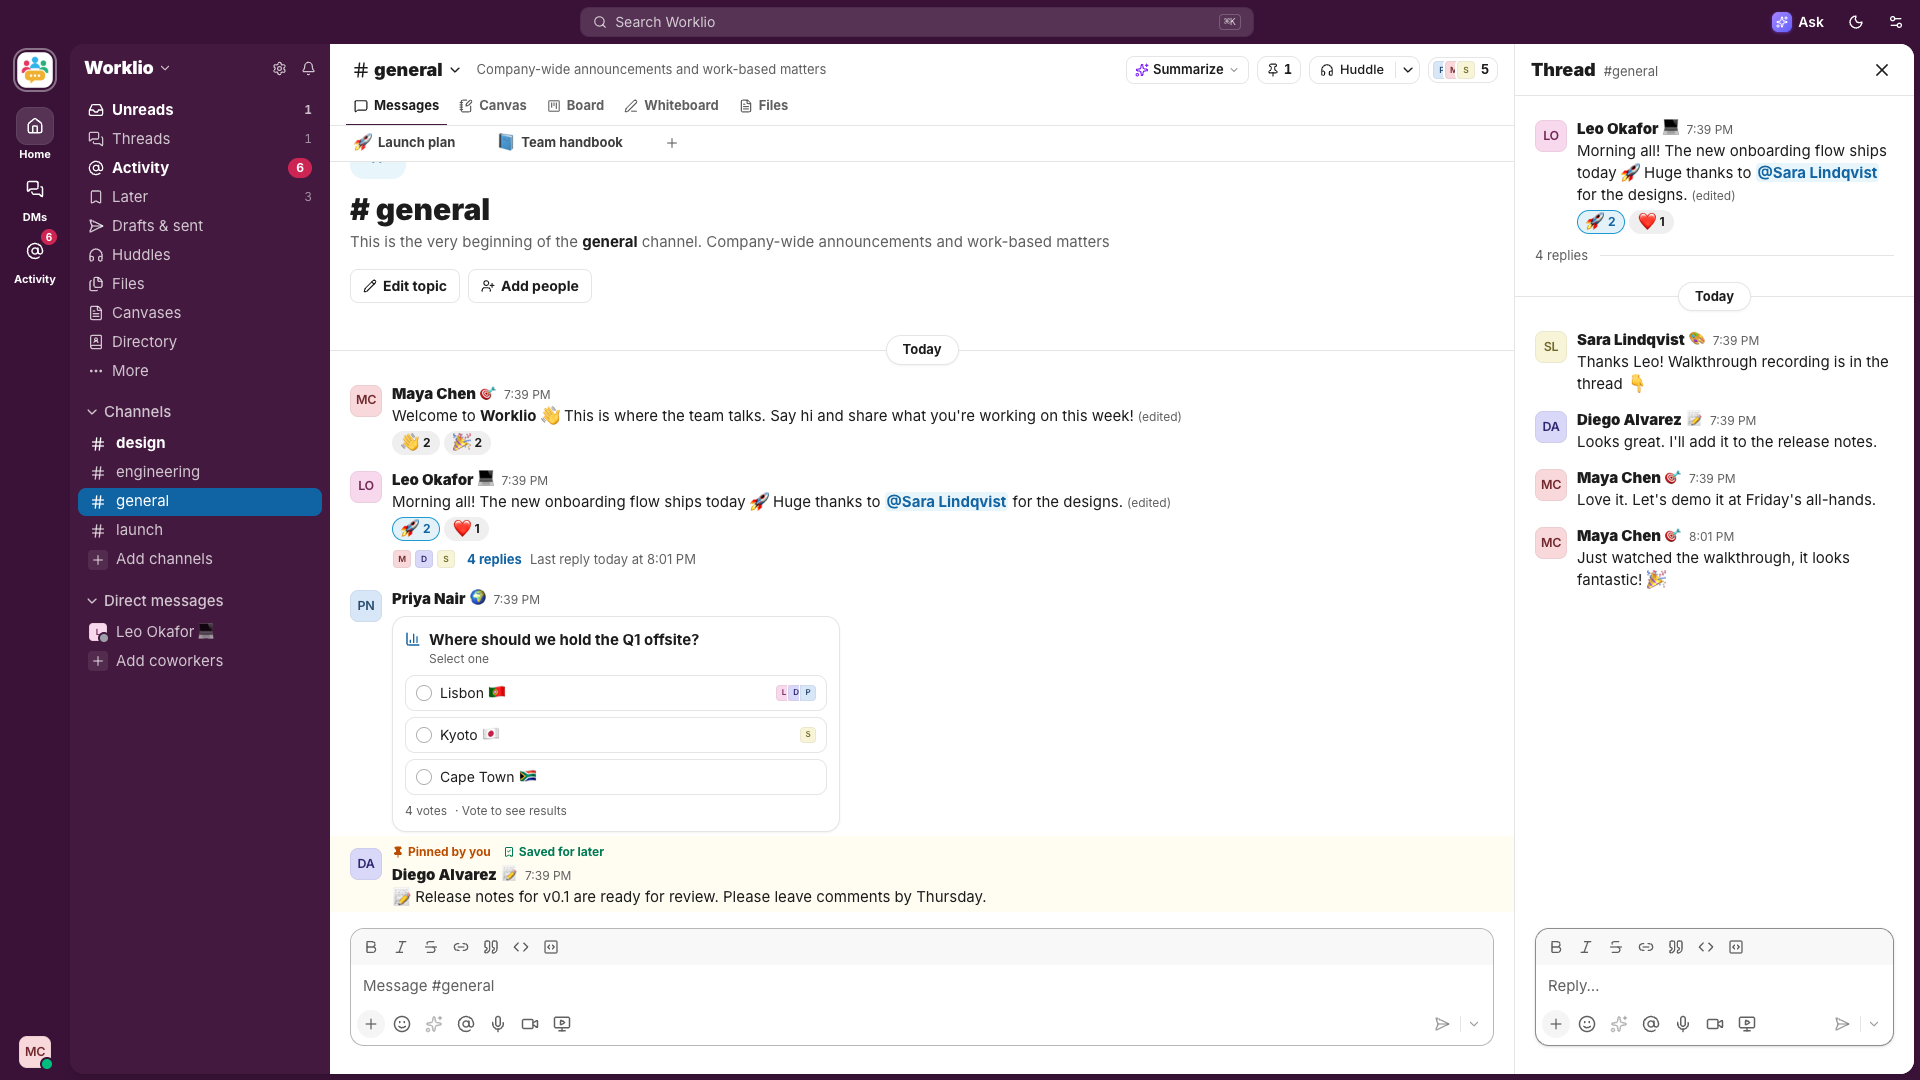 Search Worklio
⌘K
Ask
Home
DMs
6
Activity
MC
Worklio
Unreads 1
Threads 1
Activity 6
Later 3
Drafts & sent
Huddles
Files
Canvases
Directory
More
Channels
# design
# engineering
# general
# launch
Add channels
Direct messages
L Leo Okafor 💻
Add coworkers
# general
Company-wide announcements and work-based matters
Summarize
1
Huddle
M S 5
Messages
Canvas
Board
Whiteboard
Files
🚀 Launch plan
📘 Team handbook
# general
This is the very beginning of the general channel. Company-wide announcements and work-based matters
Edit topic
Add people
Today
MC
Maya Chen 🎯 7:39 PM
Welcome to Worklio 👋 This is where the team talks. Say hi and share what you're working on this week! (edited)
👋 2 🎉 2
LO
Leo Okafor 💻 7:39 PM
Morning all! The new onboarding flow ships today 🚀 Huge thanks to @Sara Lindqvist for the designs. (edited)
🚀 2 ❤️ 1
M D S 4 replies Last reply today at 8:01 PM
PN
Priya Nair 🌍 7:39 PM
Where should we hold the Q1 offsite?
Select one
Lisbon 🇵🇹 L D P
Kyoto 🇯🇵 S
Cape Town 🇿🇦
4 votes · Vote to see results
DA
Pinned by you Saved for later
Diego Alvarez 📝 7:39 PM
📝 Release notes for v0.1 are ready for review. Please leave comments by Thursday.
Message #general
Thread #general
LO
Leo Okafor 💻 7:39 PM
Morning all! The new onboarding flow ships
today 🚀 Huge thanks to @Sara Lindqvist
for the designs. (edited)
🚀 2 ❤️ 1
4 replies
Today
SL
Sara Lindqvist 🎨 7:39 PM
Thanks Leo! Walkthrough recording is in the
thread 👇
DA
Diego Alvarez 📝 7:39 PM
Looks great. I'll add it to the release notes.
MC
Maya Chen 🎯 7:39 PM
Love it. Let's demo it at Friday's all-hands.
MC
Maya Chen 🎯 8:01 PM
Just watched the walkthrough, it looks
fantastic! 🎉
Reply...
MC